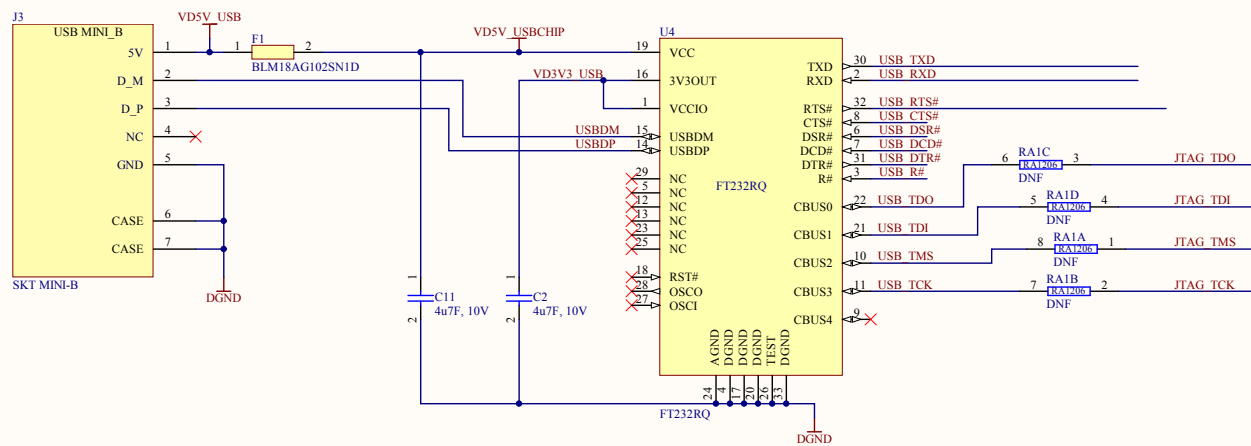 J3
USB MINI_B
5V 1
D_M 2
D_P 3
NC 4
GND 5
CASE 6
CASE 7
SKT MINI-B
DGND
VD5V_USB
F1
1 2
BLM18AG102SN1D
VD5V_USBCHIP
VD3V3_USB
USBDM
USBDP
1
C11
4u7F, 10V
2
1
C2
4u7F, 10V
2
U4
19 VCC
16 3V3OUT
1 VCCIO
15 USBDM
14 USBDP
29 NC
5 NC
12 NC
13 NC
23 NC
25 NC
18 RST#
28 OSCO
27 OSCI
FT232RQ
TXD 30 USB_TXD
RXD 2 USB_RXD
RTS# 32 USB_RTS#
CTS# 8 USB_CTS#
DSR# 6 USB_DSR#
DCD# 7 USB_DCD#
DTR# 31 USB_DTR#
R# 3 USB_R#
CBUS0 22 USB_TDO
CBUS1 21 USB_TDI
CBUS2 10 USB_TMS
CBUS3 11 USB_TCK
CBUS4 9
AGND 24
DGND 4
DGND 17
DGND 20
TEST 26
DGND 33
FT232RQ
DGND
RA1C
6 RA1206 3 JTAG_TDO
DNF
RA1D
5 RA1206 4 JTAG_TDI
DNF
RA1A
8 RA1206 1 JTAG_TMS
DNF
RA1B
7 RA1206 2 JTAG_TCK
DNF